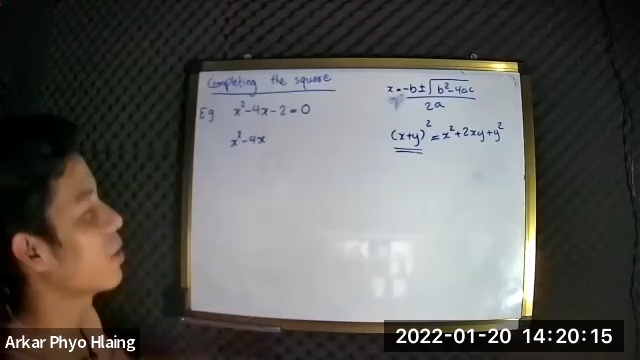 Completing the square
x = -b ± √b²-4ac
2a
Eg x²-4x-2=0
(x+y)² = x²+2xy+y²
x²-4x
Arkar Phyo Hlaing
2022-01-20 14:20:15